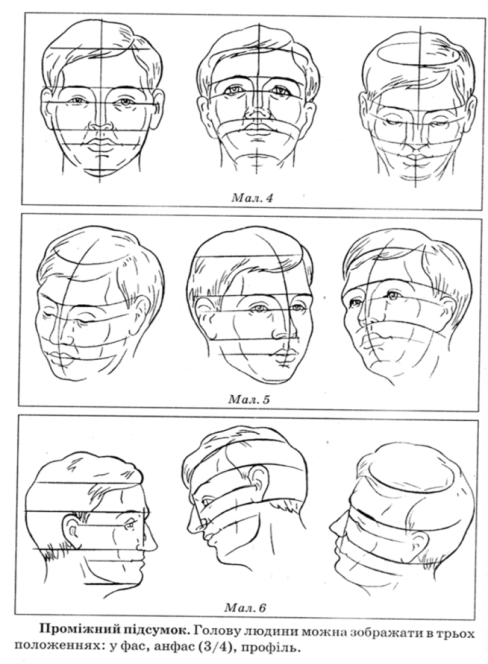 Мал. 4
Мал. 5
Мал. 6
Проміжний підсумок. Голову людини можна зображати в трьох
положеннях: у фас, анфас (3/4), профіль.